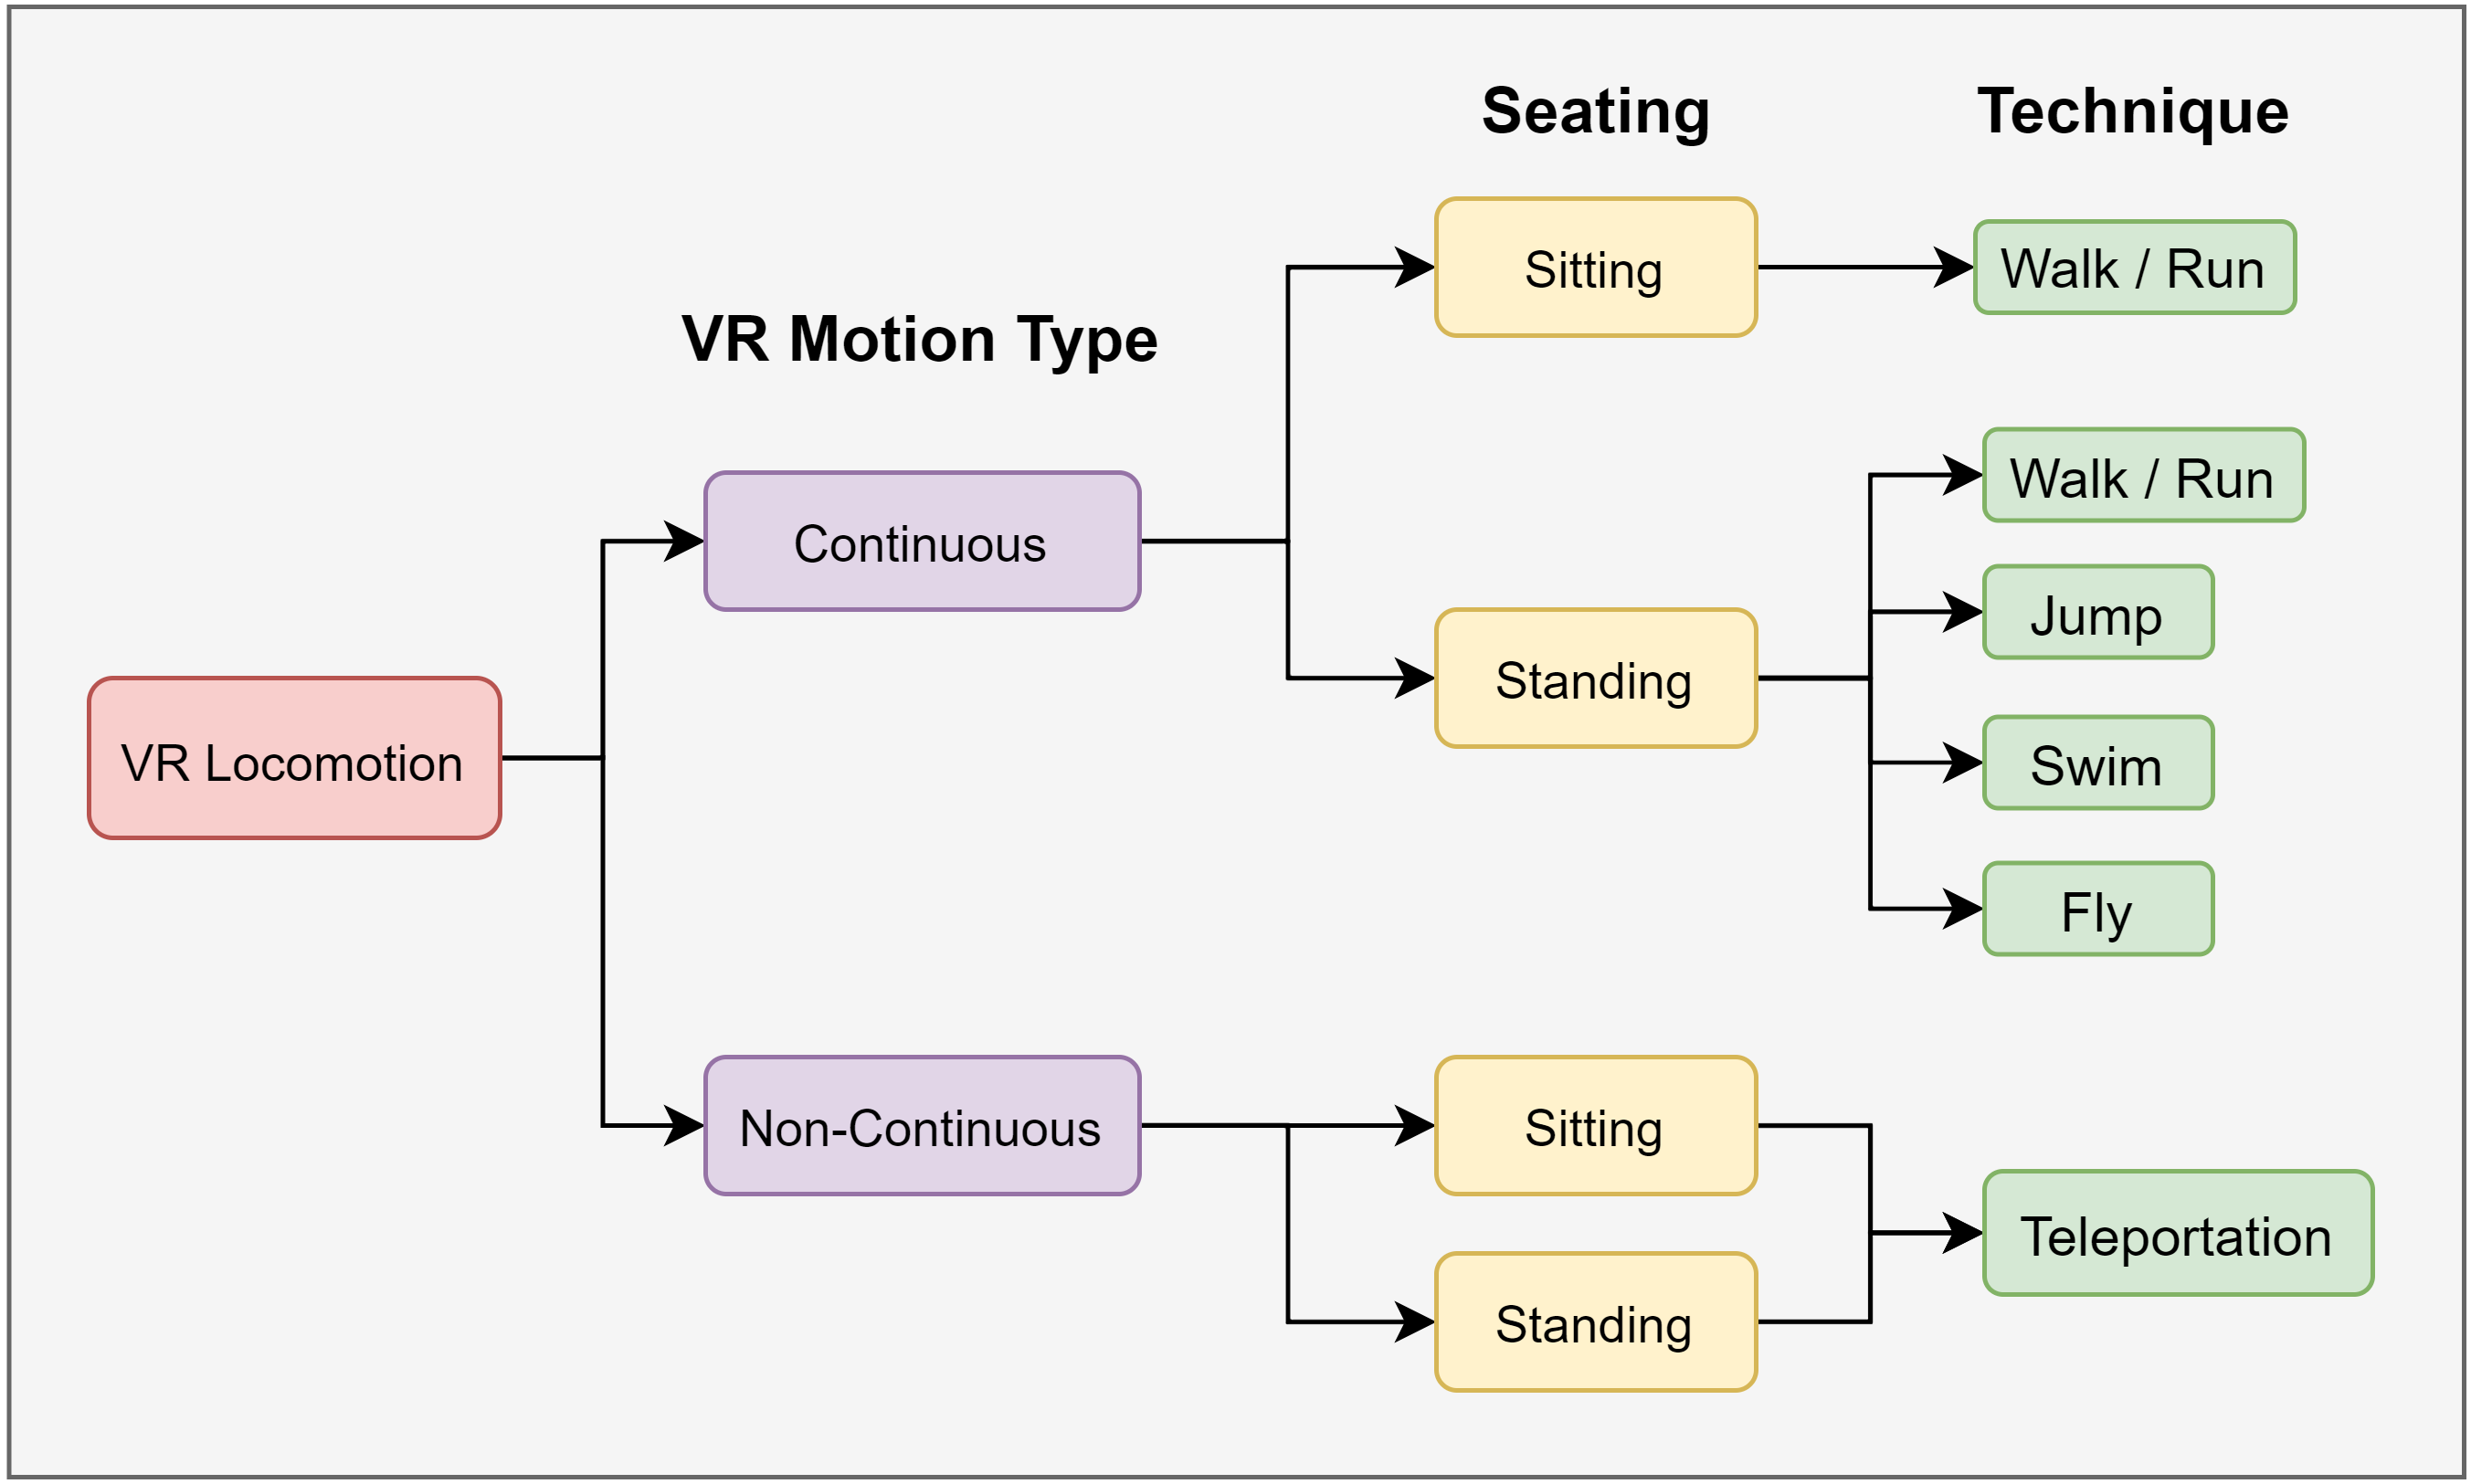 Seating
Technique
Sitting
Walk / Run
VR Motion Type
Walk / Run
Continuous
Jump
Standing
VR Locomotion
Swim
Fly
Non-Continuous
Sitting
Teleportation
Standing